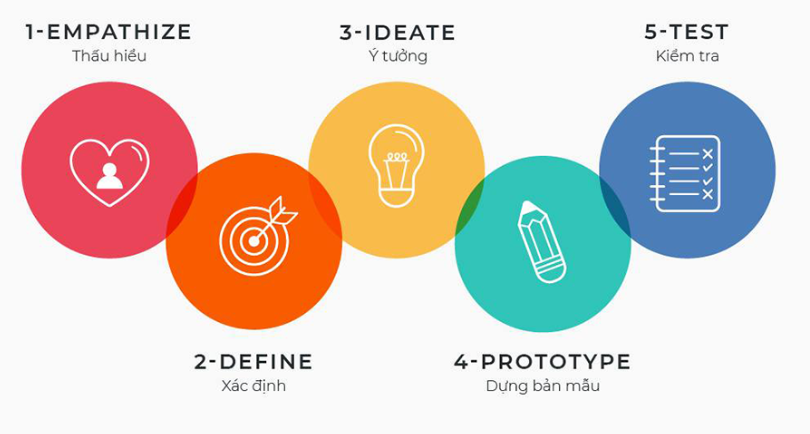 1-EMPATHIZE
Thấu hiểu
2-DEFINE
Xác định
3-IDEATE
Ý tưởng
4-PROTOTYPE
Dựng bản mẫu
5-TEST
Kiểm tra